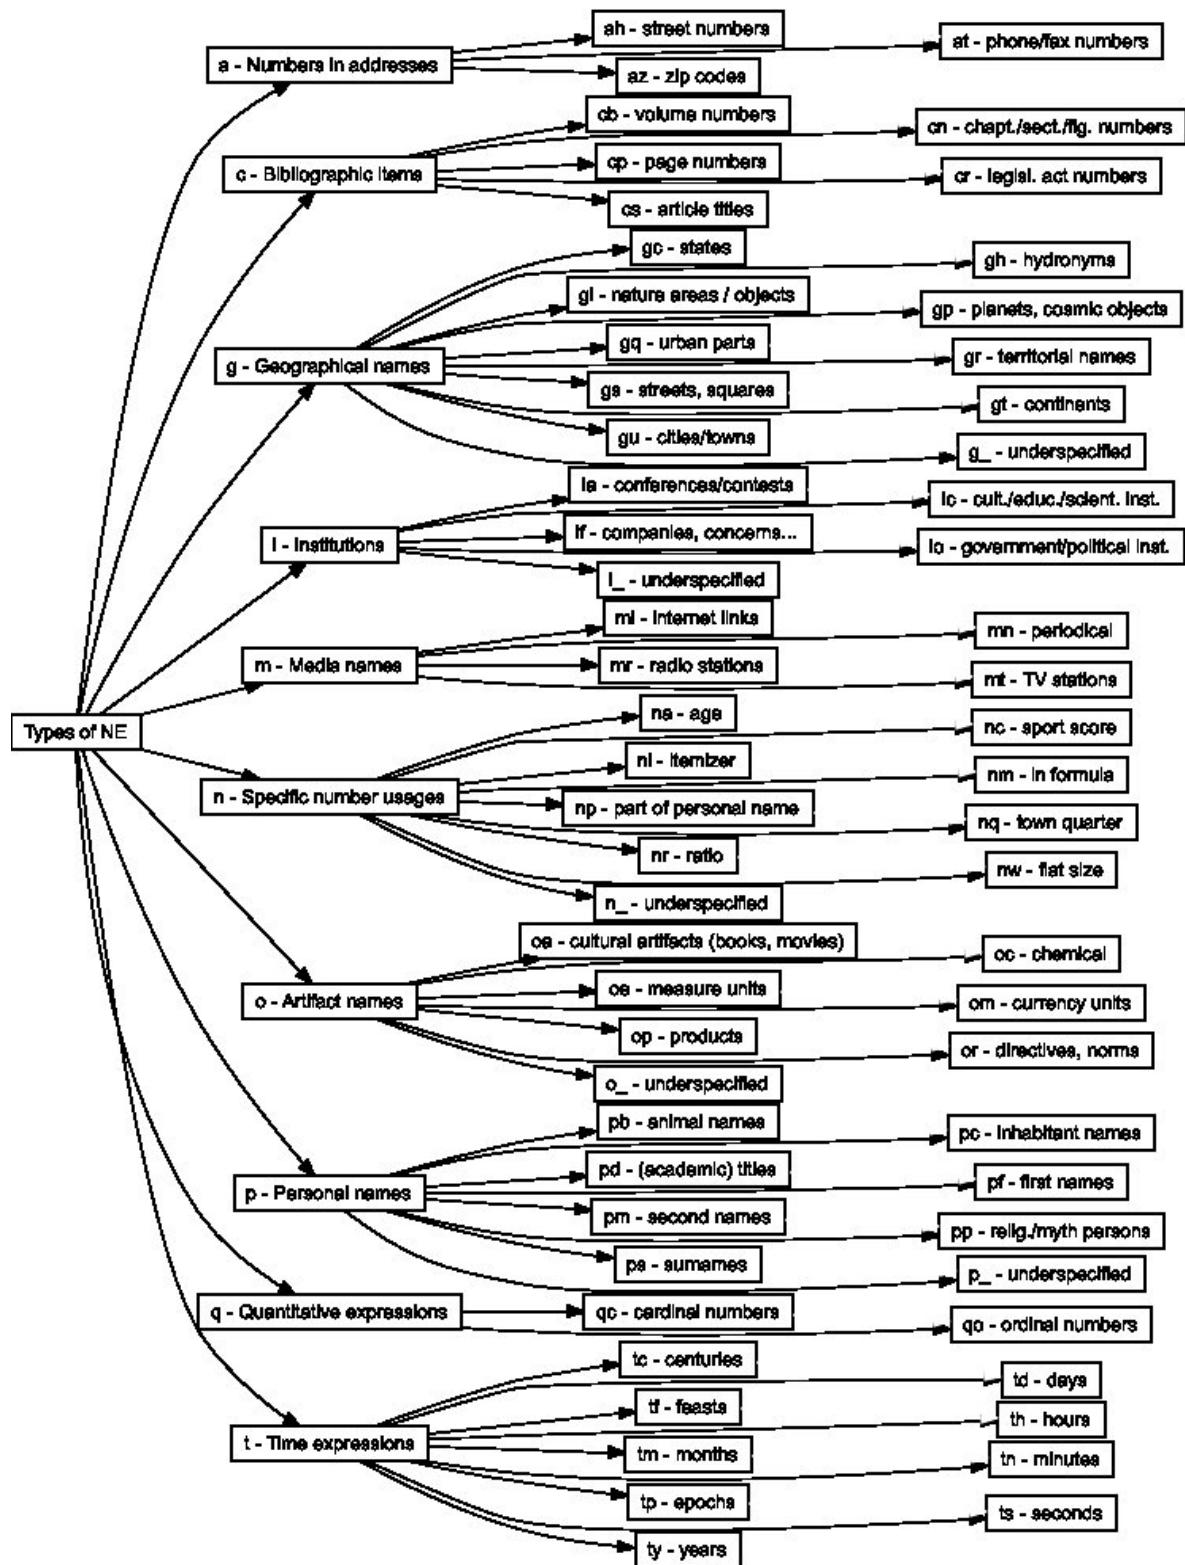 Types of NE
a - Numbers in addresses
ah - street numbers
at - phone/fax numbers
az - zip codes
c - Bibliographic items
cb - volume numbers
cn - chapt./sect./fig. numbers
cp - page numbers
cr - legisl. act numbers
cs - article titles
g - Geographical names
gc - states
gh - hydronyms
gl - nature areas / objects
gp - planets, cosmic objects
gq - urban parts
gr - territorial names
gs - streets, squares
gt - continents
gu - cities/towns
g_ - underspecified
i - Institutions
ia - conferences/contests
ic - cult./educ./scient. inst.
if - companies, concerns...
io - government/political inst.
i_ - underspecified
m - Media names
mi - internet links
mn - periodical
mr - radio stations
mt - TV stations
n - Specific number usages
na - age
nc - sport score
ni - itemizer
nm - in formula
np - part of personal name
nq - town quarter
nr - ratio
nw - flat size
n_ - underspecified
o - Artifact names
oa - cultural artifacts (books, movies)
oc - chemical
oe - measure units
om - currency units
op - products
or - directives, norms
o_ - underspecified
p - Personal names
pb - animal names
pc - inhabitant names
pd - (academic) titles
pf - first names
pm - second names
pp - relig./myth persons
ps - surnames
p_ - underspecified
q - Quantitative expressions
qc - cardinal numbers
qo - ordinal numbers
t - Time expressions
tc - centuries
td - days
tf - feasts
th - hours
tm - months
tn - minutes
tp - epochs
ts - seconds
ty - years